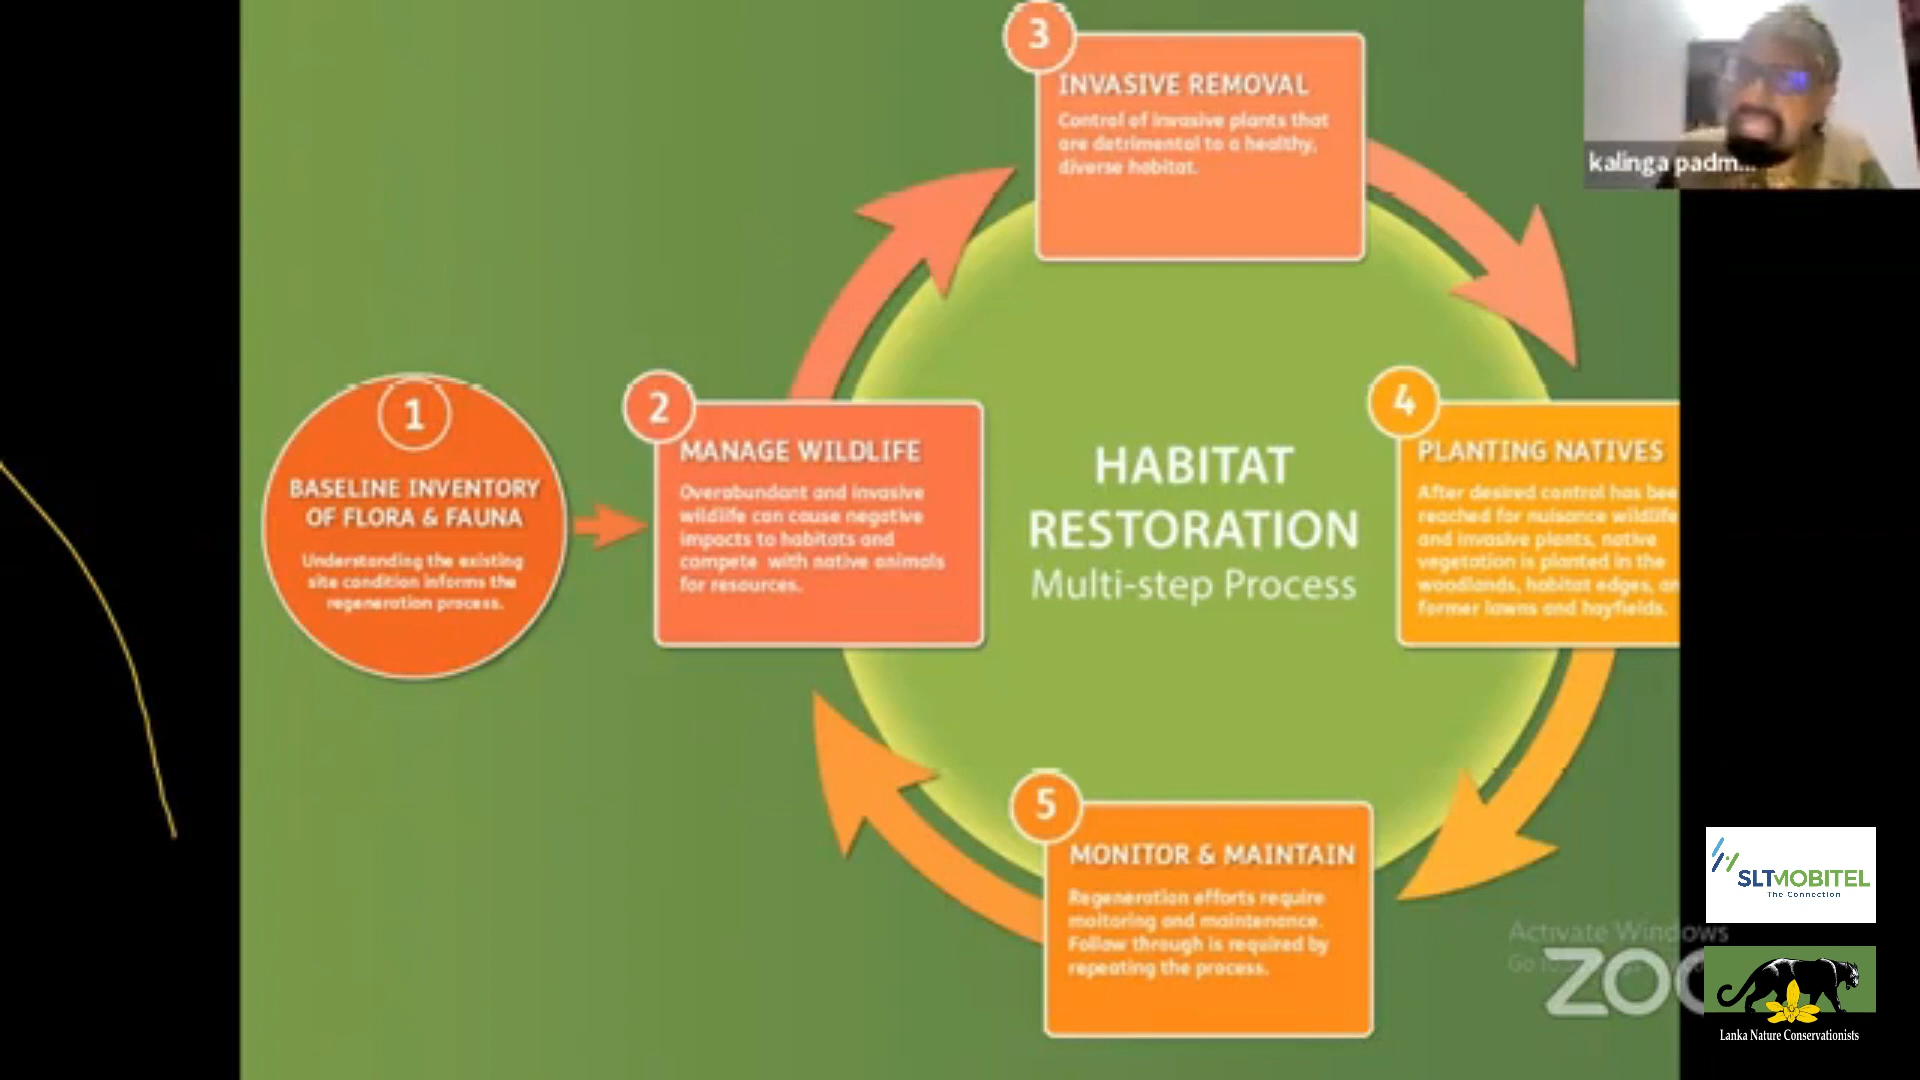 3
INVASIVE REMOVAL
Control of invasive plants that
are detrimental to a healthy,
diverse habitat.
kalinga padm...
1
BASELINE INVENTORY
OF FLORA & FAUNA
Understanding the existing
site condition informs the
regeneration process.
2
MANAGE WILDLIFE
Overabundant and invasive
wildlife can cause negative
impacts to habitats and
compete with native animals
for resources.
HABITAT
RESTORATION
Multi-step Process
4
PLANTING NATIVES
After desired control has bee
reached for nuisance wildlife
and invasive plants, native
vegetation is planted in the
woodlands, habitat edges, an
former lawns and hayfields.
5
MONITOR & MAINTAIN
Regeneration efforts require
moitoring and maintenance.
Follow through is required by
repeating the process.
SLTMOBITEL
The Connection
Activate Windows
Go
ZOO
Lanka Nature Conservationists